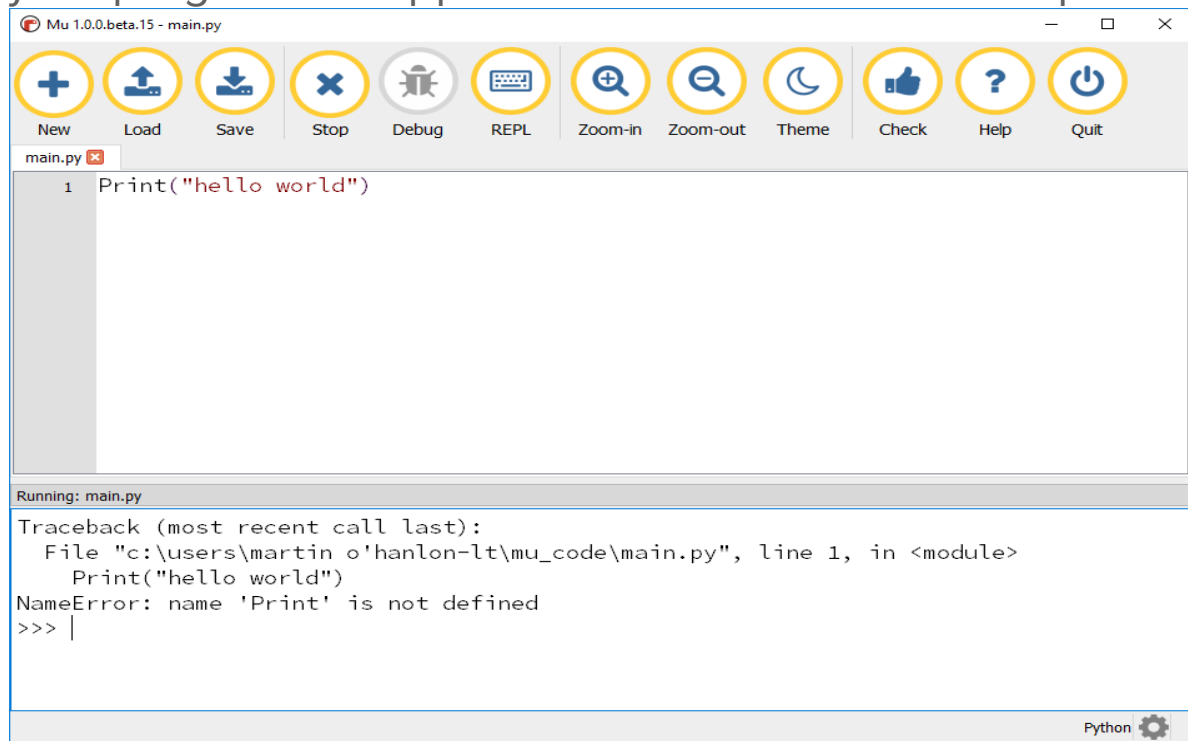 Mu 1.0.0.beta.15 - main.py
New Load Save Stop Debug REPL Zoom-in Zoom-out Theme Check Help Quit
main.py
1 Print("hello world")
Running: main.py
Traceback (most recent call last):
  File "c:\users\martin o'hanlon-lt\mu_code\main.py", line 1, in <module>
    Print("hello world")
NameError: name 'Print' is not defined
>>>
Python